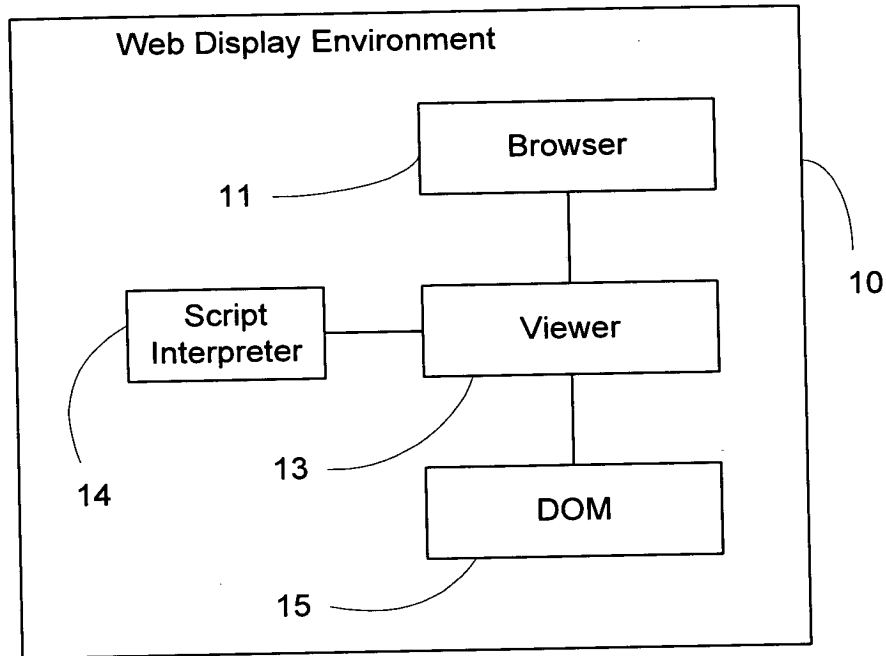 Web Display Environment
Browser
11
10
Script
Interpreter
Viewer
14
13
DOM
15